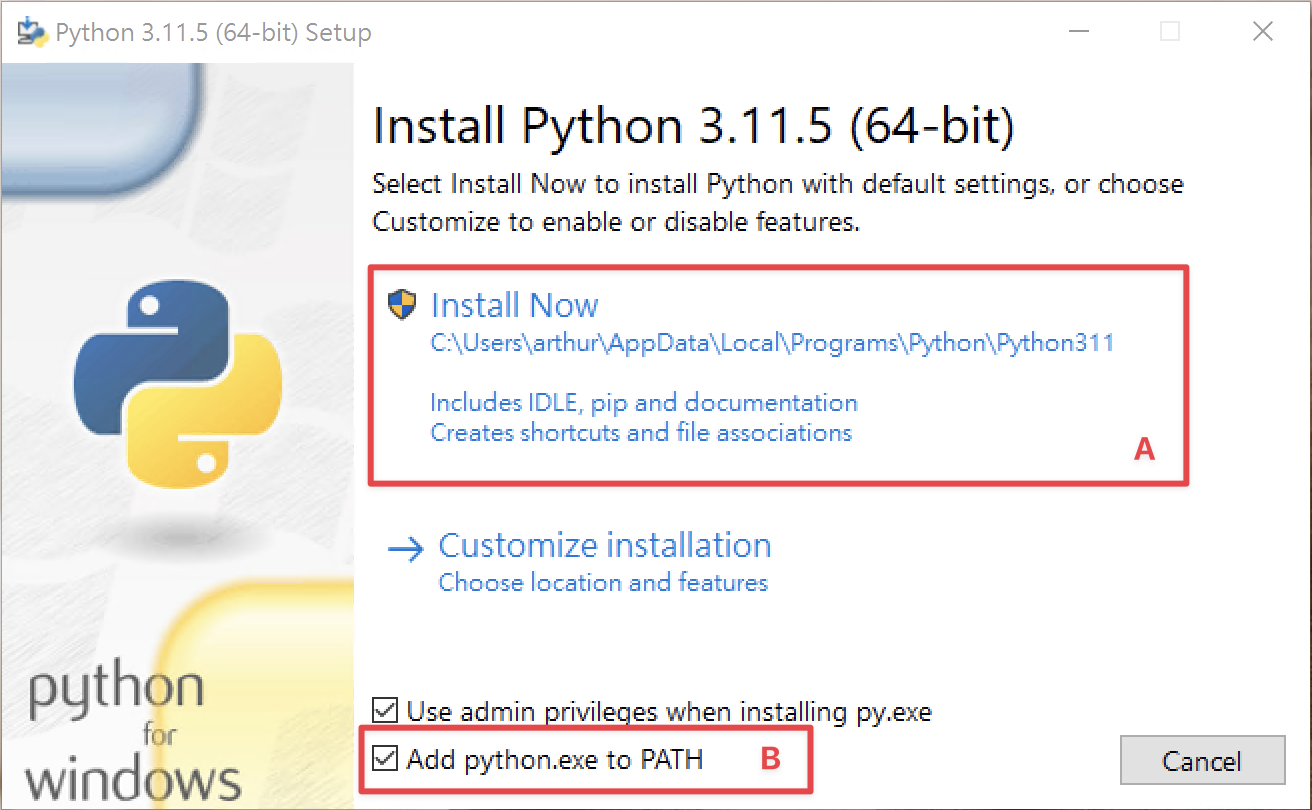 Python 3.11.5 (64-bit) Setup
Install Python 3.11.5 (64-bit)
Select Install Now to install Python with default settings, or choose
Customize to enable or disable features.
Install Now
C:\Users\arthur\AppData\Local\Programs\Python\Python311
Includes IDLE, pip and documentation
Creates shortcuts and file associations
A
Customize installation
Choose location and features
Use admin privileges when installing py.exe
Add python.exe to PATH B
Cancel
python
for
windows